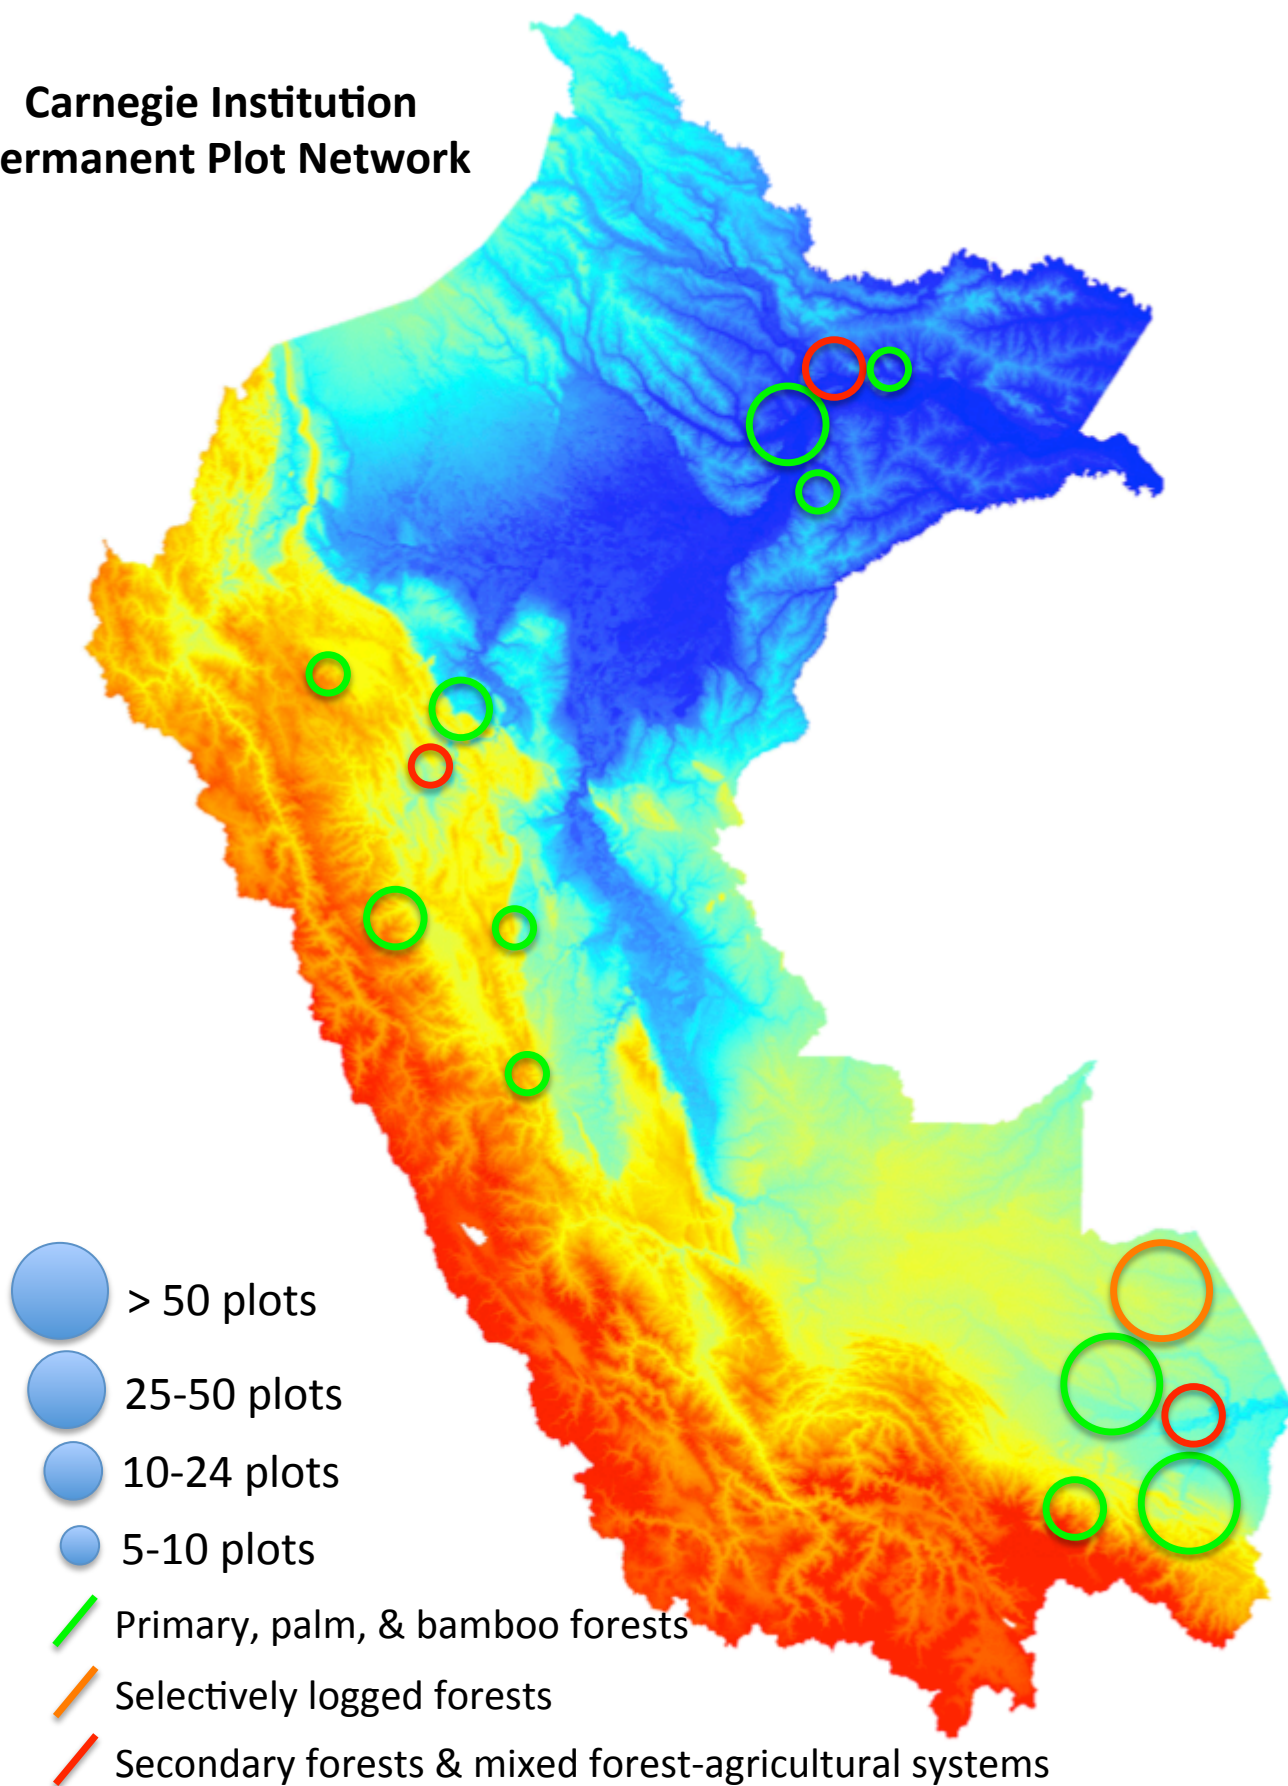 Carnegie Institution
ermanent Plot Network
> 50 plots
25-50 plots
10-24 plots
5-10 plots
Primary, palm, & bamboo forests
Selectively logged forests
Secondary forests & mixed forest-agricultural systems